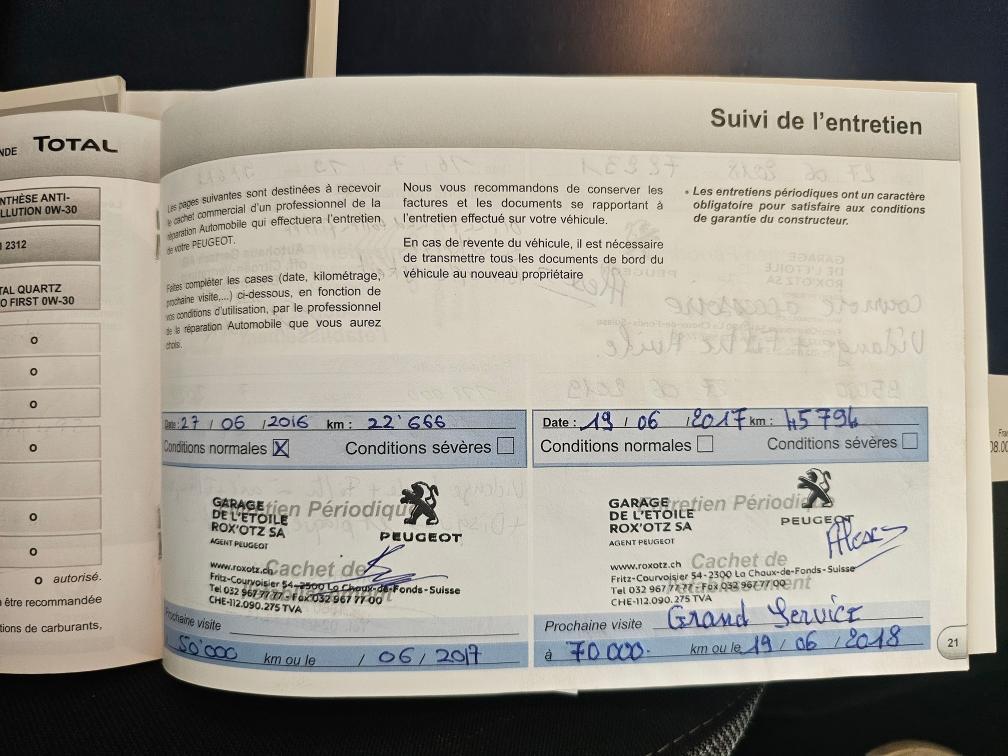 NDE TOTAL
NTHÈSE ANTI-
LLUTION 0W-30
2312
TAL QUARTZ
O FIRST 0W-30
o
o
o
o
o
o
o autorisé.
être recommandée
tions de carburants,
Suivi de l'entretien
Les pages suivantes sont destinées à recevoir
le cachet commercial d'un professionnel de la
réparation Automobile qui effectuera l'entretien
de votre PEUGEOT.
Faites compléter les cases (date, kilométrage,
prochaine visite,...) ci-dessous, en fonction de
vos conditions d'utilisation, par le professionnel
de la réparation Automobile que vous aurez
choisi.
Nous vous recommandons de conserver les
factures et les documents se rapportant à
l'entretien effectué sur votre véhicule.
En cas de revente du véhicule, il est nécessaire
de transmettre tous les documents de bord du
véhicule au nouveau propriétaire
• Les entretiens périodiques ont un caractère
obligatoire pour satisfaire aux conditions
de garantie du constructeur.
Date : 27 / 06 / 2016 km : 22'666
Conditions normales X Conditions sévères
Entretien Périodique
GARAGE
DE L'ETOILE
ROX'OTZ SA
AGENT PEUGEOT
PEUGEOT
Cachet de
www.roxotz.ch
Fritz-Courvoisier 54-2300 La Chaux-de-Fonds-Suisse
Tel 032 967 77 77 - Fax 032 967 77 00
CHE-112.090.275 TVA
Prochaine visite
50'000 km ou le / 06 / 2017
Date : 19 / 06 / 2017 km : 45794
Conditions normales Conditions sévères
Entretien Périodique
GARAGE
DE L'ETOILE
ROX'OTZ SA
AGENT PEUGEOT
PEUGEOT
Cachet de
www.roxotz.ch
Fritz-Courvoisier 54-2300 La Chaux-de-Fonds-Suisse
Tel 032 967 77 77 - Fax 032 967 77 00
CHE-112.090.275 TVA
Prochaine visite Grand Service
à 70000. km ou le 19 / 06 / 2018
21